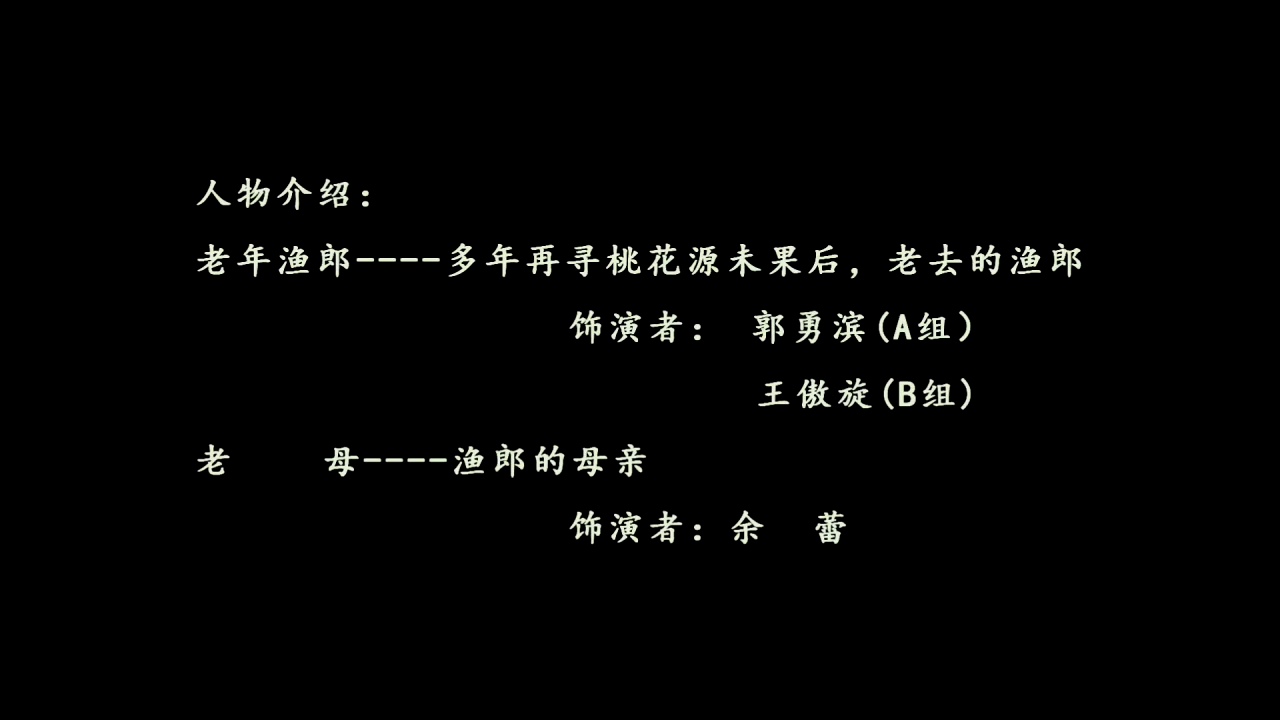 人物介绍：
老年渔郎----多年再寻桃花源未果后，老去的渔郎
饰演者： 郭勇滨(A组)
王傲旋(B组)
老 母----渔郎的母亲
饰演者：余 蕾